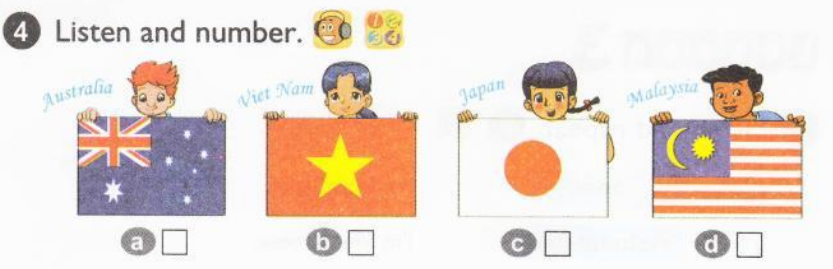 4 Listen and number.
Australia Viet Nam Japan Malaysia
a b c d